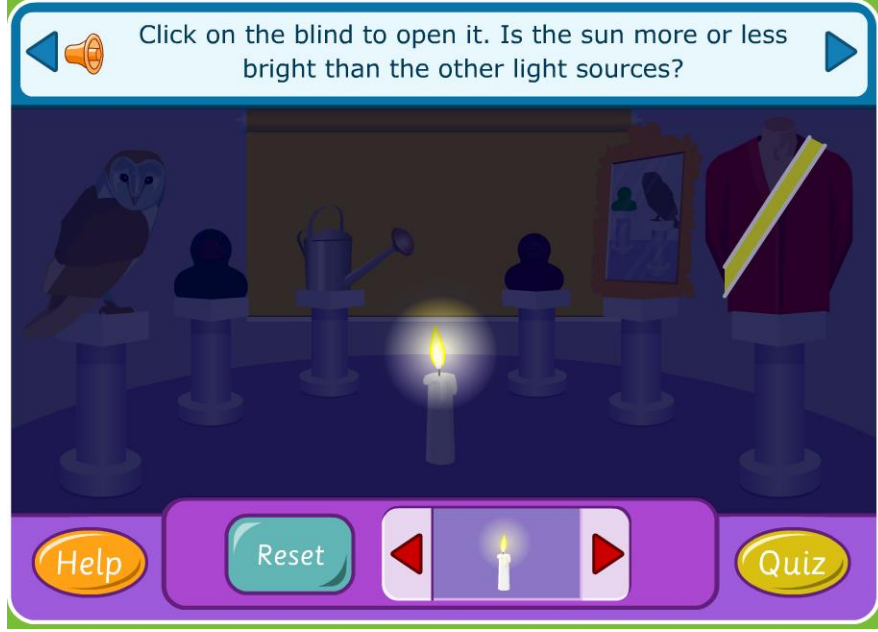 Click on the blind to open it. Is the sun more or less
bright than the other light sources?
Help
Reset
Quiz